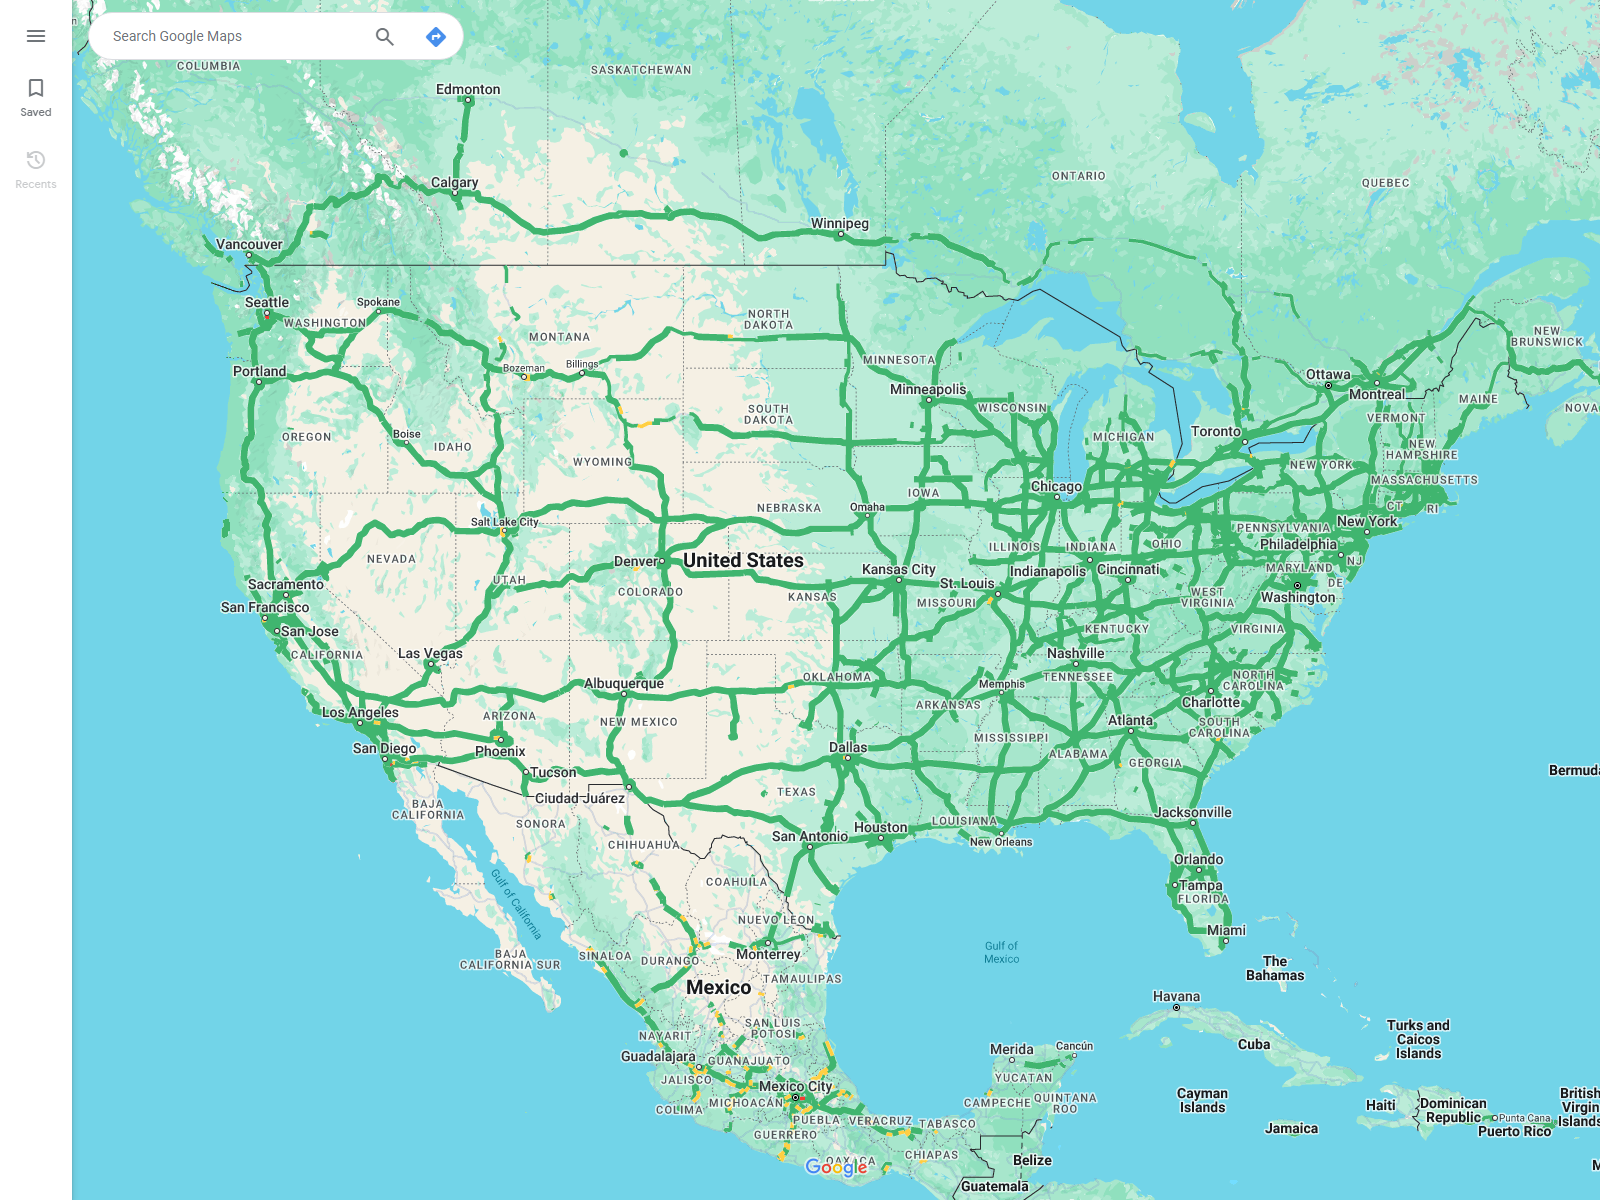 Search Google Maps
Saved
Recents
COLUMBIA
Edmonton
SASKATCHEWAN
Calgary
ONTARIO
QUEBEC
Vancouver
Winnipeg
Seattle
Spokane
WASHINGTON
MONTANA
NORTH
DAKOTA
NEW
BRUNSWICK
Portland
Bozeman
Billings
MINNESOTA
Minneapolis
Ottawa
Montreal
MAINE
NOVA
OREGON
Boise
IDAHO
SOUTH
DAKOTA
WISCONSIN
MICHIGAN
Toronto
VERMONT
NEW
HAMPSHIRE
WYOMING
NEW YORK
MASSACHUSETTS
Chicago
IOWA
NEBRASKA
Omaha
CT
RI
Salt Lake City
New York
PENNSYLVANIA
NEVADA
UTAH
Denver
United States
COLORADO
ILLINOIS
INDIANA
OHIO
Philadelphia
NJ
Kansas City
St. Louis
Indianapolis
Cincinnati
MARYLAND
DE
Sacramento
KANSAS
MISSOURI
WEST
VIRGINIA
Washington
San Francisco
San Jose
KENTUCKY
VIRGINIA
CALIFORNIA
Las Vegas
Nashville
TENNESSEE
Albuquerque
OKLAHOMA
Memphis
NORTH
CAROLINA
Los Angeles
ARIZONA
NEW MEXICO
ARKANSAS
Charlotte
Atlanta
SOUTH
CAROLINA
San Diego
Phoenix
Dallas
MISSISSIPPI
ALABAMA
GEORGIA
Tucson
Bermuda
Ciudad Juárez
TEXAS
BAJA
CALIFORNIA
SONORA
Jacksonville
San Antonio
Houston
LOUISIANA
New Orleans
CHIHUAHUA
Orlando
Tampa
FLORIDA
COAHUILA
Gulf of California
NUEVO LEON
Miami
Gulf of
Mexico
BAJA
CALIFORNIA SUR
SINALOA
DURANGO
Monterrey
The
Bahamas
Mexico
TAMAULIPAS
Havana
SAN LUIS
POTOSI
NAYARIT
Turks and
Caicos
Islands
Cuba
Guadalajara
GUANAJUATO
Merida
Cancún
JALISCO
Mexico City
YUCATAN
COLIMA
MICHOACÁN
CAMPECHE
QUINTANA
ROO
Cayman
Islands
Haiti
Dominican
Republic
British
Virgin
Islands
Punta Cana
Puerto Rico
Jamaica
PUEBLA
VERACRUZ
TABASCO
GUERRERO
OAXACA
Google
CHIAPAS
Belize
Guatemala